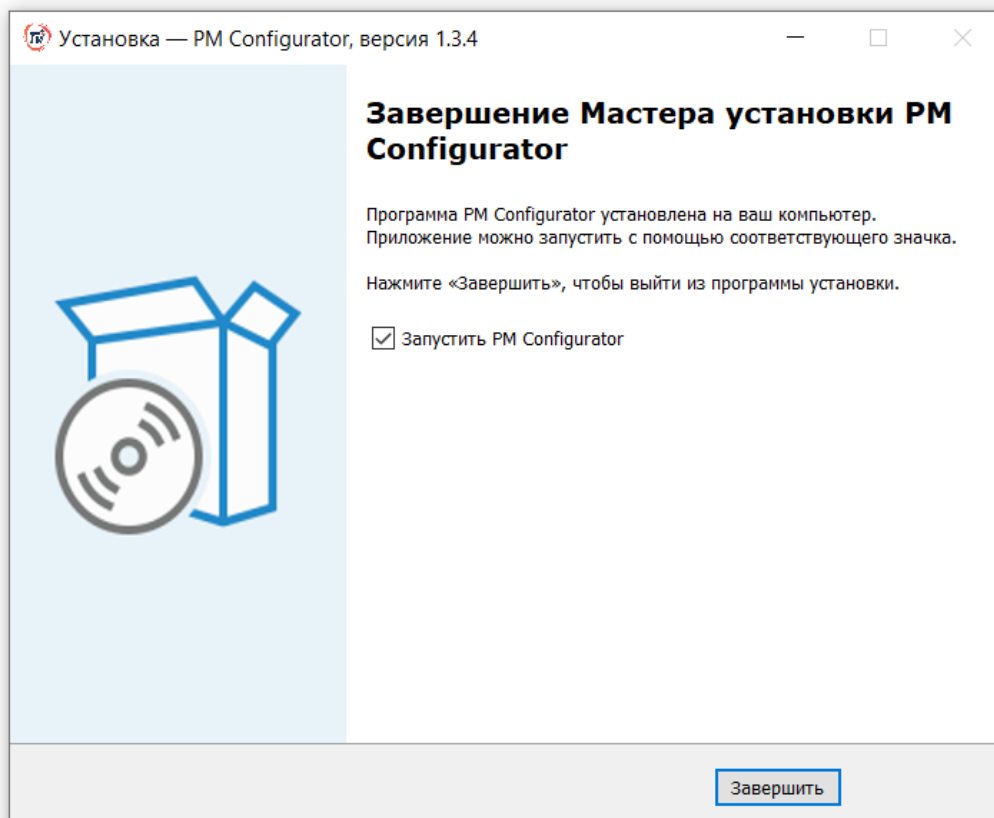 Установка — PM Configurator, версия 1.3.4
Завершение Мастера установки PM
Configurator
Программа PM Configurator установлена на ваш компьютер.
Приложение можно запустить с помощью соответствующего значка.
Нажмите «Завершить», чтобы выйти из программы установки.
Запустить PM Configurator
Завершить